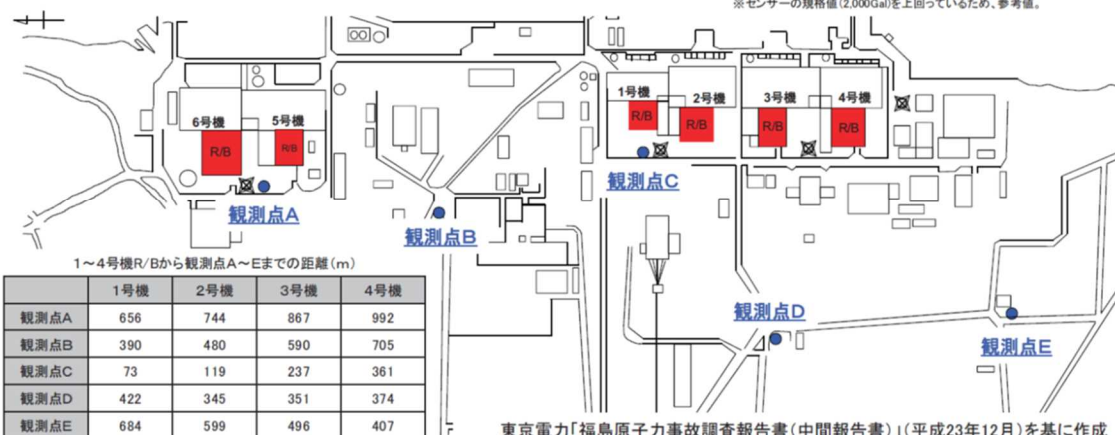 ※センサーの規格値(2,000Gal)を上回っているため、参考値。
1号機
2号機
3号機
4号機
6号機
5号機
R/B
R/B
R/B
R/B
R/B
R/B
観測点A
観測点B
観測点C
観測点D
観測点E
1～4号機R/Bから観測点A～Eまでの距離(m)
1号機 2号機 3号機 4号機
観測点A 656 744 867 992
観測点B 390 480 590 705
観測点C 73 119 237 361
観測点D 422 345 351 374
観測点E 684 599 496 407
東京電力「福島原子力事故調査報告書(中間報告書)」(平成23年12月)を基に作成